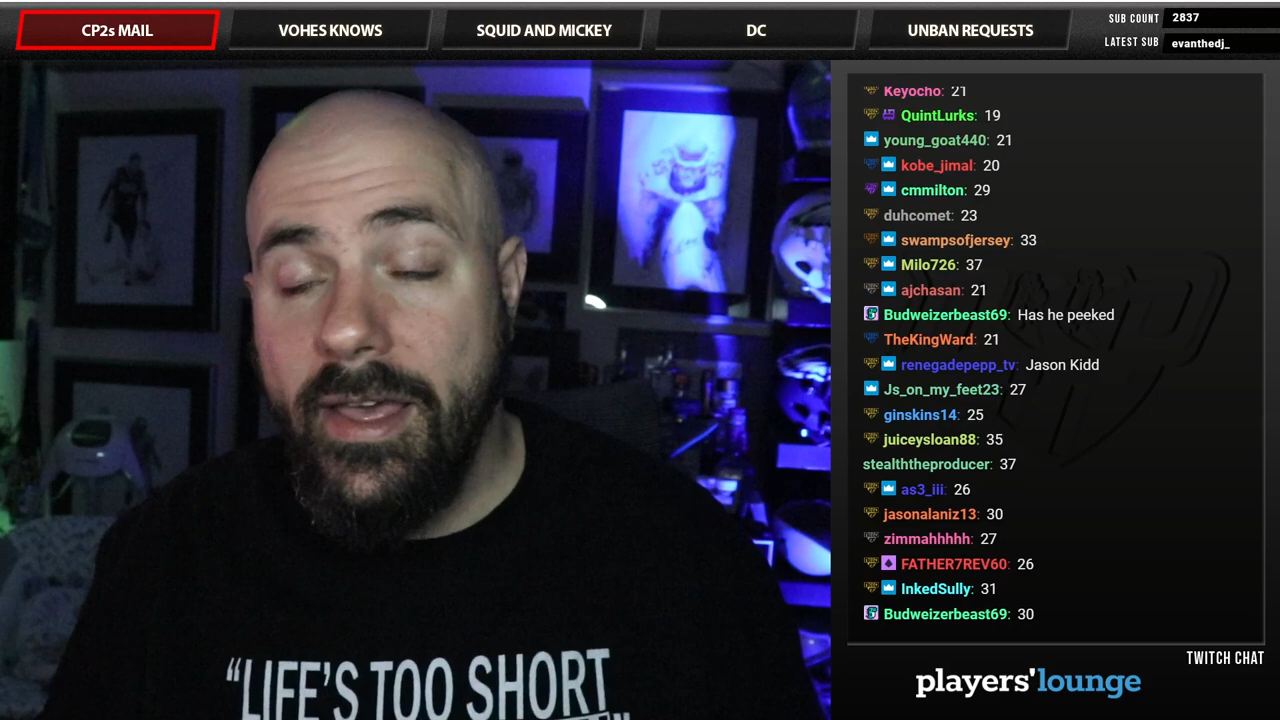 CP2s MAIL
VOHES KNOWS
SQUID AND MICKEY
DC
UNBAN REQUESTS
SUB COUNT 2837
LATEST SUB evanthedj_
Keyocho: 21
QuintLurks: 19
young_goat440: 21
kobe_jimal: 20
cmmilton: 29
duhcomet: 23
swampsofjersey: 33
Milo726: 37
ajchasan: 21
Budweizerbeast69: Has he peeked
TheKingWard: 21
renegadepepp_tv: Jason Kidd
Js_on_my_feet23: 27
ginskins14: 25
juiceysloan88: 35
stealththeproducer: 37
as3_iii: 26
jasonalaniz13: 30
zimmahhhhh: 27
FATHER7REV60: 26
InkedSully: 31
Budweizerbeast69: 30
TWITCH CHAT
players'lounge
“LIFE'S TOO SHORT